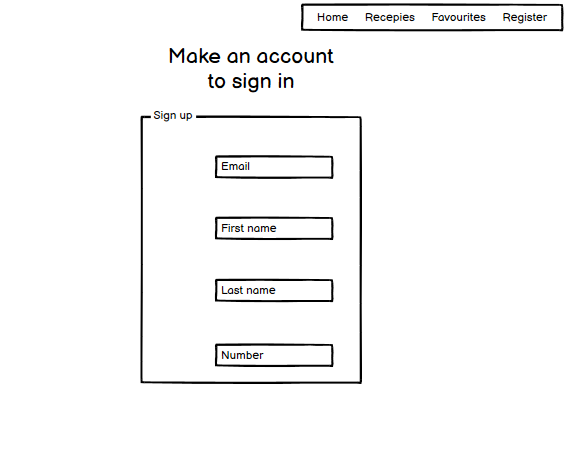 Home Recepies Favourites Register
Make an account
to sign in
Sign up
Email
First name
Last name
Number